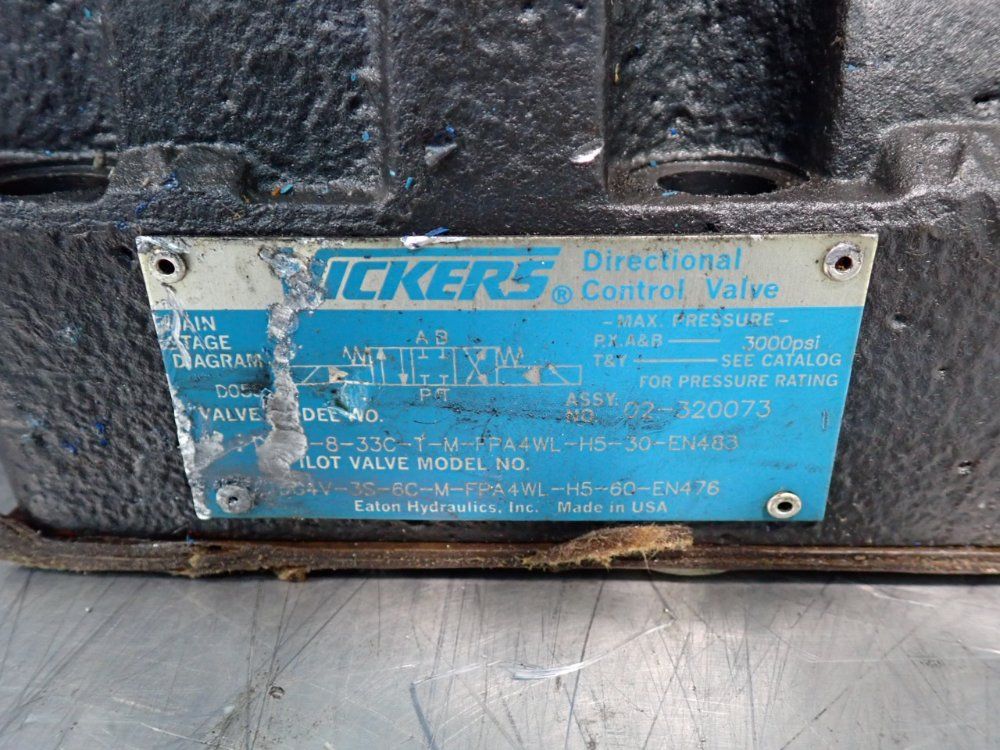 VICKERS ® Directional Control Valve
AIN
TAGE
DIAGRAM
A B
P T
- MAX. PRESSURE -
P,X,A&B — 3000psi
T&Y — SEE CATALOG
FOR PRESSURE RATING
ASSY. NO. 02-320073
VALVE NO.
-8-33C-T-M-FPA4WL-H5-30-EN483
ILOT VALVE MODEL NO.
4V-3S-6C-M-FPA4WL-H5-60-EN476
Eaton Hydraulics, Inc. Made in USA